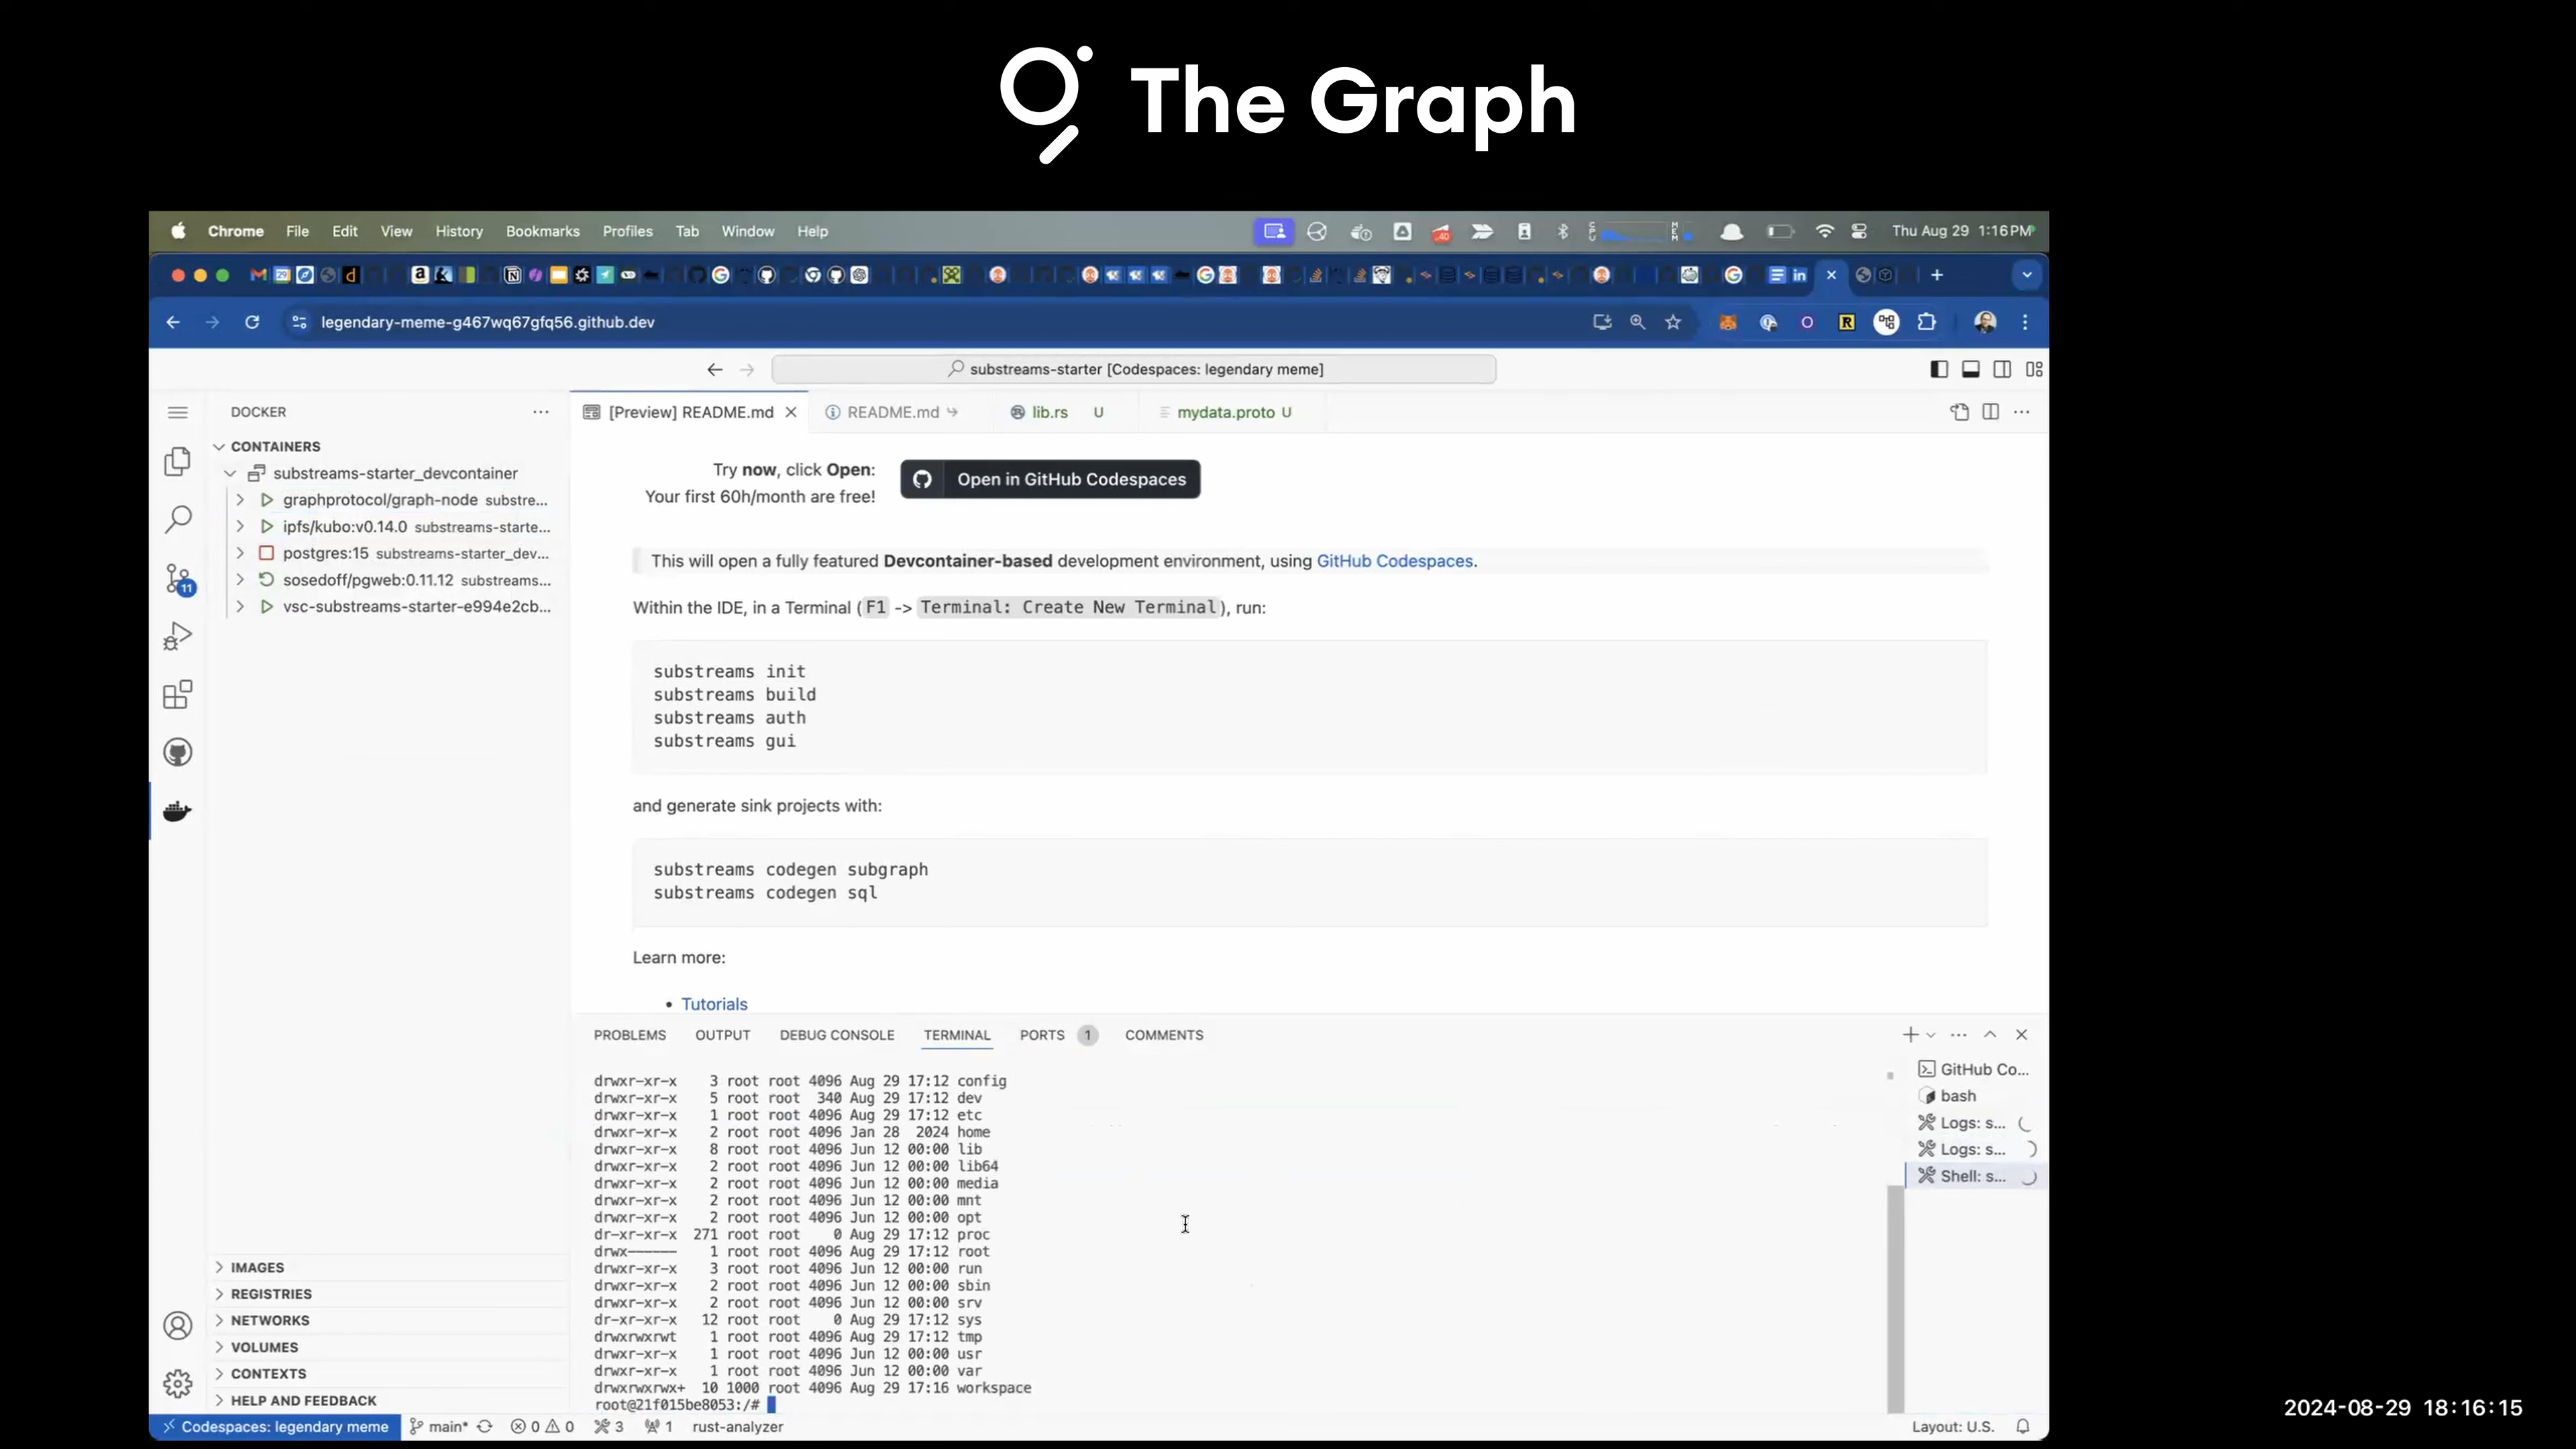 The Graph
Chrome File Edit View History Bookmarks Profiles Tab Window Help Thu Aug 29 1:16 PM
legendary-meme-g467wq67gfq56.github.dev
substreams-starter [Codespaces: legendary meme]
DOCKER
[Preview] README.md README.md lib.rs U mydata.proto U
CONTAINERS
substreams-starter_devcontainer
graphprotocol/graph-node substre...
ipfs/kubo:v0.14.0 substreams-starte...
postgres:15 substreams-starter_dev...
sosedoff/pgweb:0.11.12 substreams...
vsc-substreams-starter-e994e2cb...
11
IMAGES
REGISTRIES
NETWORKS
VOLUMES
CONTEXTS
HELP AND FEEDBACK
Try now, click Open:
Your first 60h/month are free!
Open in GitHub Codespaces
This will open a fully featured Devcontainer-based development environment, using GitHub Codespaces.
Within the IDE, in a Terminal (F1 -> Terminal: Create New Terminal), run:
substreams init
substreams build
substreams auth
substreams gui
and generate sink projects with:
substreams codegen subgraph
substreams codegen sql
Learn more:
• Tutorials
PROBLEMS OUTPUT DEBUG CONSOLE TERMINAL PORTS 1 COMMENTS
drwxr-xr-x 3 root root 4096 Aug 29 17:12 config
drwxr-xr-x 5 root root 340 Aug 29 17:12 dev
drwxr-xr-x 1 root root 4096 Aug 29 17:12 etc
drwxr-xr-x 2 root root 4096 Jan 28 2024 home
drwxr-xr-x 8 root root 4096 Jun 12 00:00 lib
drwxr-xr-x 2 root root 4096 Jun 12 00:00 lib64
drwxr-xr-x 2 root root 4096 Jun 12 00:00 media
drwxr-xr-x 2 root root 4096 Jun 12 00:00 mnt
drwxr-xr-x 2 root root 4096 Jun 12 00:00 opt
dr-xr-xr-x 271 root root 0 Aug 29 17:12 proc
drwx------ 1 root root 4096 Aug 29 17:12 root
drwxr-xr-x 3 root root 4096 Jun 12 00:00 run
drwxr-xr-x 2 root root 4096 Jun 12 00:00 sbin
drwxr-xr-x 2 root root 4096 Jun 12 00:00 srv
dr-xr-xr-x 12 root root 0 Aug 29 17:12 sys
drwxrwxrwt 1 root root 4096 Aug 29 17:12 tmp
drwxr-xr-x 1 root root 4096 Jun 12 00:00 usr
drwxr-xr-x 1 root root 4096 Jun 12 00:00 var
drwxrwxrwx+ 10 1000 root 4096 Aug 29 17:16 workspace
root@21f015be8053:/#
GitHub Co...
bash
Logs: s...
Logs: s...
Shell: s...
Codespaces: legendary meme main* 0 0 3 1 rust-analyzer Layout: U.S.
2024-08-29 18:16:15